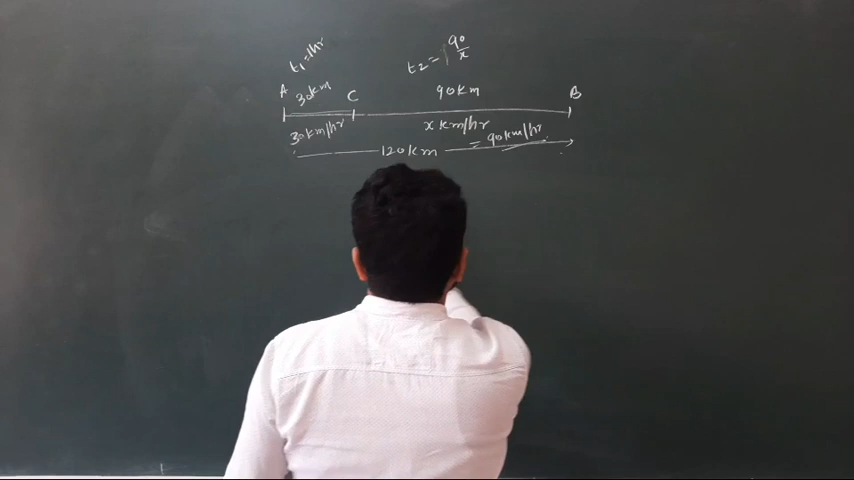 t₁=1hr t₂= 90/x
A 30km C 90km B
30km/hr x km/hr
= 90km/hr
120km